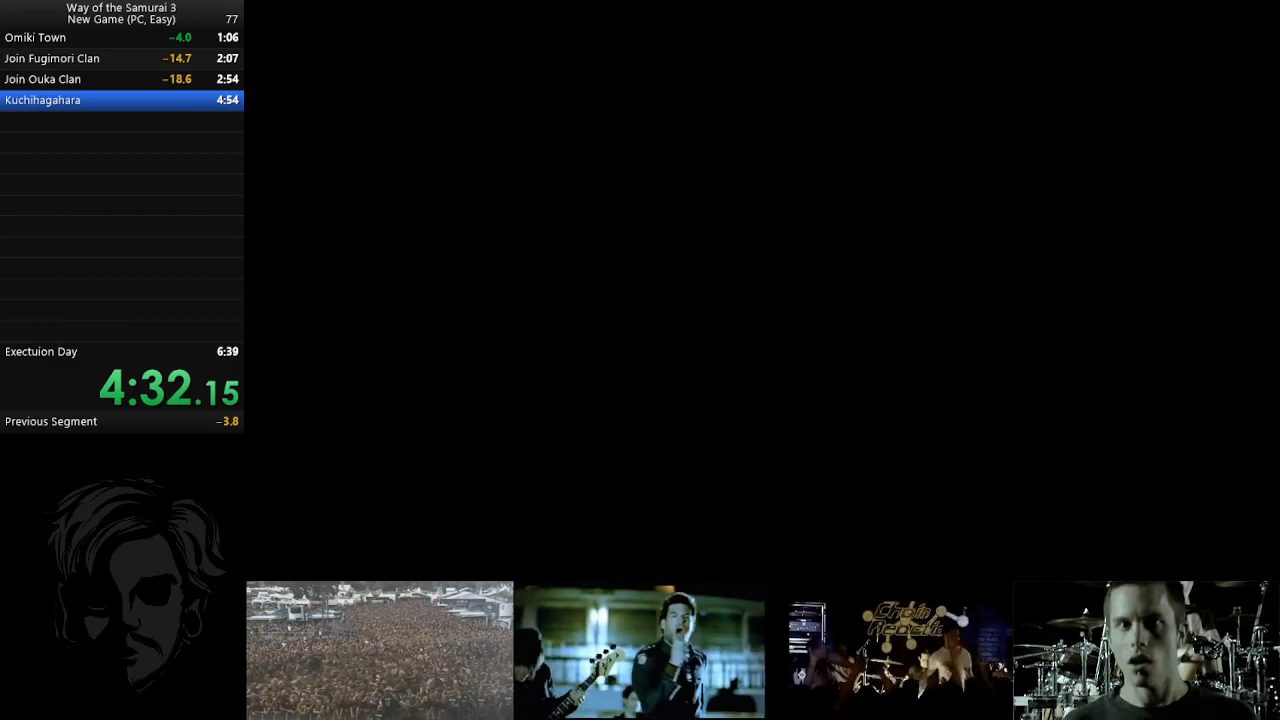 Way of the Samurai 3
New Game (PC, Easy) 77
Omiki Town −4.0 1:06
Join Fugimori Clan −14.7 2:07
Join Ouka Clan −18.6 2:54
Kuchihagahara 4:54
Exectuion Day 6:39
4:32.15
Previous Segment −3.8
Chain